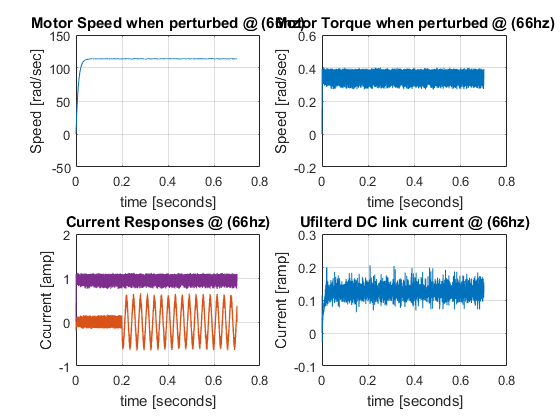 Motor Speed when perturbed @ (66hz)
Motor Torque when perturbed @ (66hz)
150
100
50
0
-50
Speed [rad/sec]
0 0.2 0.4 0.6 0.8
time [seconds]
0.6
0.4
0.2
0
-0.2
Speed [rad/sec]
0 0.2 0.4 0.6 0.8
time [seconds]
Current Responses @ (66hz)
2
1
0
-1
Ccurrent [amp]
0 0.2 0.4 0.6 0.8
time [seconds]
Ufilterd DC link current @ (66hz)
0.3
0.2
0.1
0
-0.1
Current [ramp]
0 0.2 0.4 0.6 0.8
time [seconds]